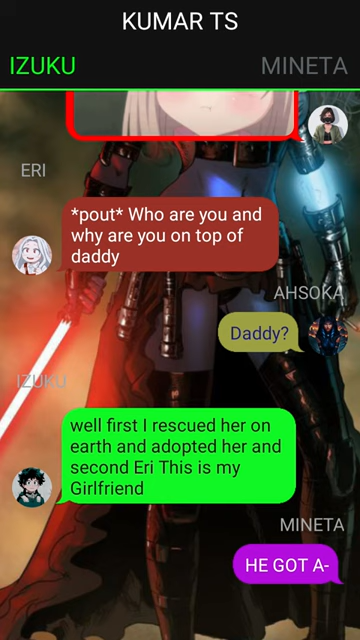 KUMAR TS
IZUKU
MINETA
ERI
*pout* Who are you and
why are you on top of
daddy
AHSOKA
Daddy?
IZUKU
well first I rescued her on
earth and adopted her and
second Eri This is my
Girlfriend
MINETA
HE GOT A-